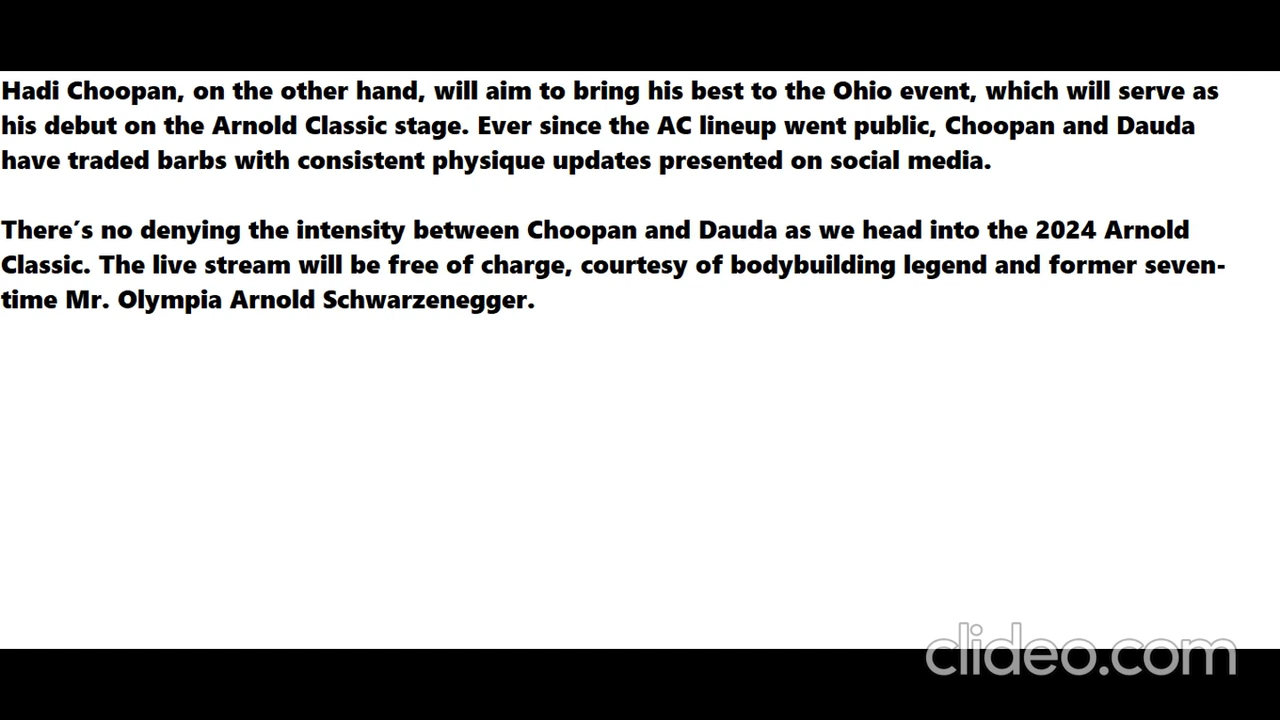 Hadi Choopan, on the other hand, will aim to bring his best to the Ohio event, which will serve as
his debut on the Arnold Classic stage. Ever since the AC lineup went public, Choopan and Dauda
have traded barbs with consistent physique updates presented on social media.
There´s no denying the intensity between Choopan and Dauda as we head into the 2024 Arnold
Classic. The live stream will be free of charge, courtesy of bodybuilding legend and former seven-
time Mr. Olympia Arnold Schwarzenegger.
clideo.com